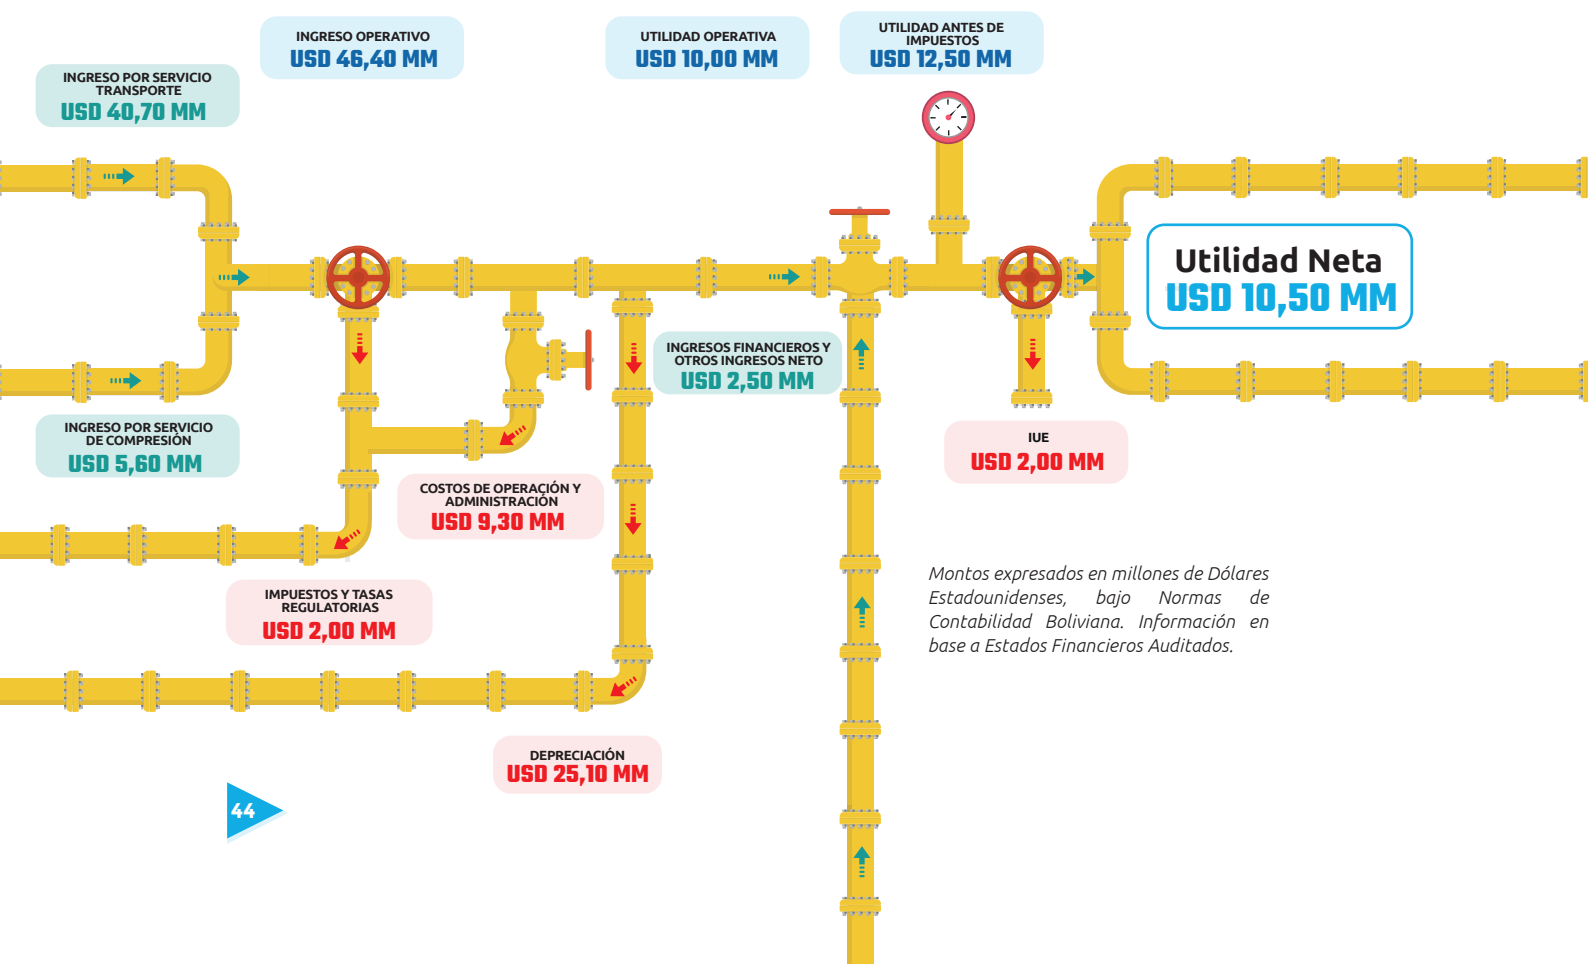 INGRESO OPERATIVO
USD 46,40 MM
UTILIDAD OPERATIVA
USD 10,00 MM
UTILIDAD ANTES DE
IMPUESTOS
USD 12,50 MM
INGRESO POR SERVICIO
TRANSPORTE
USD 40,70 MM
Utilidad Neta
USD 10,50 MM
INGRESOS FINANCIEROS Y
OTROS INGRESOS NETO
USD 2,50 MM
INGRESO POR SERVICIO
DE COMPRESIÓN
USD 5,60 MM
IUE
USD 2,00 MM
COSTOS DE OPERACIÓN Y
ADMINISTRACIÓN
USD 9,30 MM
IMPUESTOS Y TASAS
REGULATORIAS
USD 2,00 MM
Montos expresados en millones de Dólares
Estadounidenses, bajo Normas de
Contabilidad Boliviana. Información en
base a Estados Financieros Auditados.
DEPRECIACIÓN
USD 25,10 MM
44